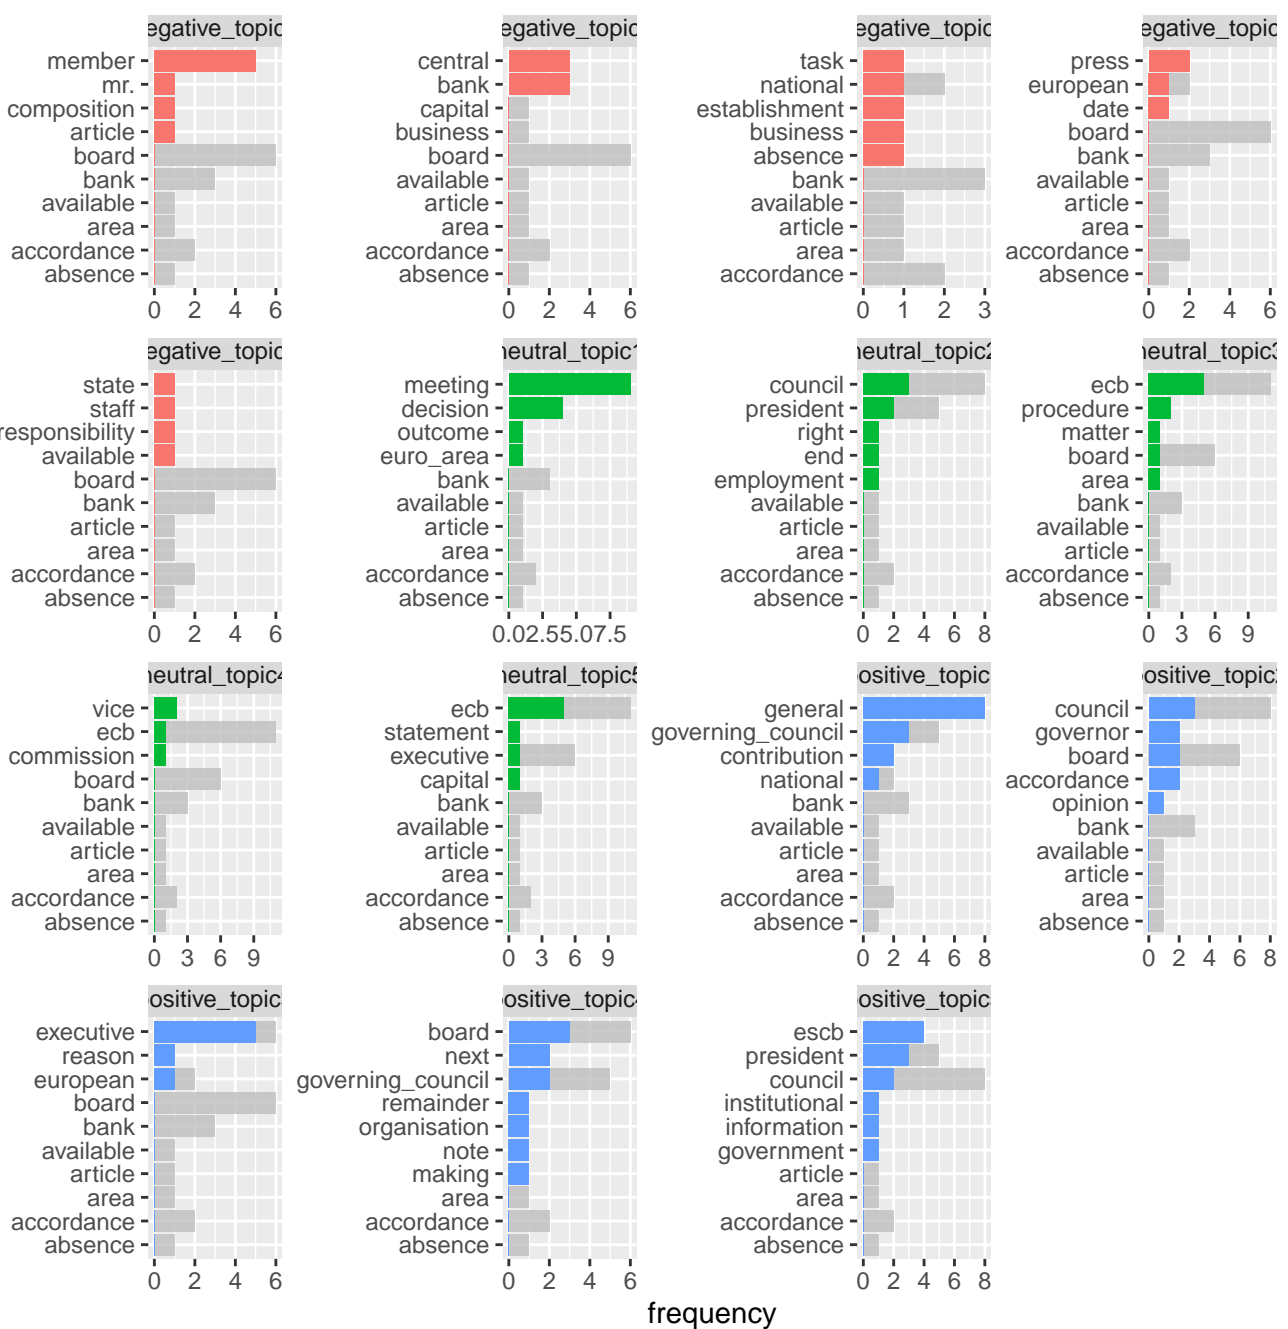 egative_topic
member
mr.
composition
article
board
bank
available
area
accordance
absence
0 2 4 6
egative_topic
central
bank
capital
business
board
available
article
area
accordance
absence
0 2 4 6
egative_topic
task
national
establishment
business
absence
bank
available
article
area
accordance
0 1 2 3
egative_topic
press
european
date
board
bank
available
article
area
accordance
absence
0 2 4 6
egative_topic
state
staff
responsibility
available
board
bank
article
area
accordance
absence
0 2 4 6
neutral_topic1
meeting
decision
outcome
euro_area
bank
available
article
area
accordance
absence
0.02.55.07.5
neutral_topic2
council
president
right
end
employment
available
article
area
accordance
absence
0 2 4 6 8
neutral_topic3
ecb
procedure
matter
board
area
bank
available
article
accordance
absence
0 3 6 9
neutral_topic4
vice
ecb
commission
board
bank
available
article
area
accordance
absence
0 3 6 9
neutral_topic5
ecb
statement
executive
capital
bank
available
article
area
accordance
absence
0 3 6 9
ositive_topic
general
governing_council
contribution
national
bank
available
article
area
accordance
absence
0 2 4 6 8
ositive_topic2
council
governor
board
accordance
opinion
bank
available
article
area
absence
0 2 4 6 8
ositive_topic3
executive
reason
european
board
bank
available
article
area
accordance
absence
0 2 4 6
ositive_topic4
board
next
governing_council
remainder
organisation
note
making
area
accordance
absence
0 2 4 6
ositive_topic
escb
president
council
institutional
information
government
article
area
accordance
absence
0 2 4 6 8
frequency